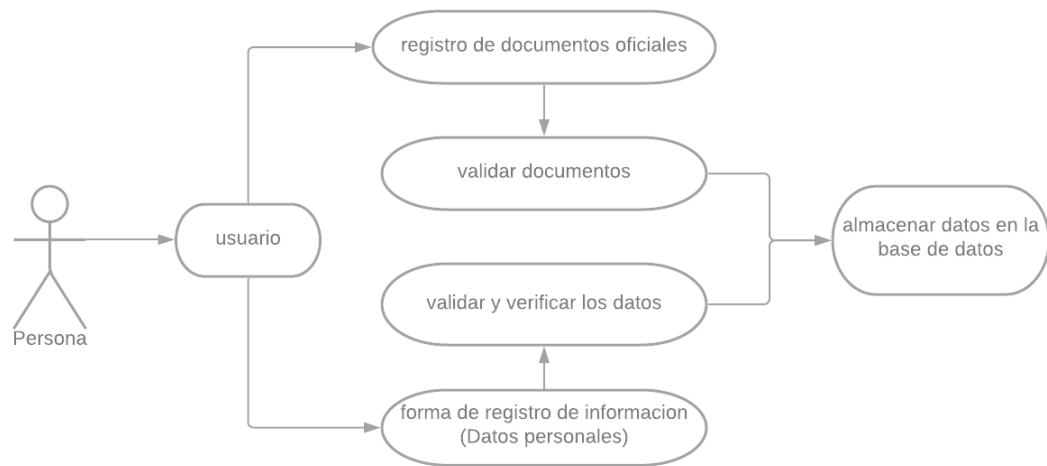 registro de documentos oficiales
validar documentos
usuario
almacenar datos en la
base de datos
validar y verificar los datos
Persona
forma de registro de informacion
(Datos personales)